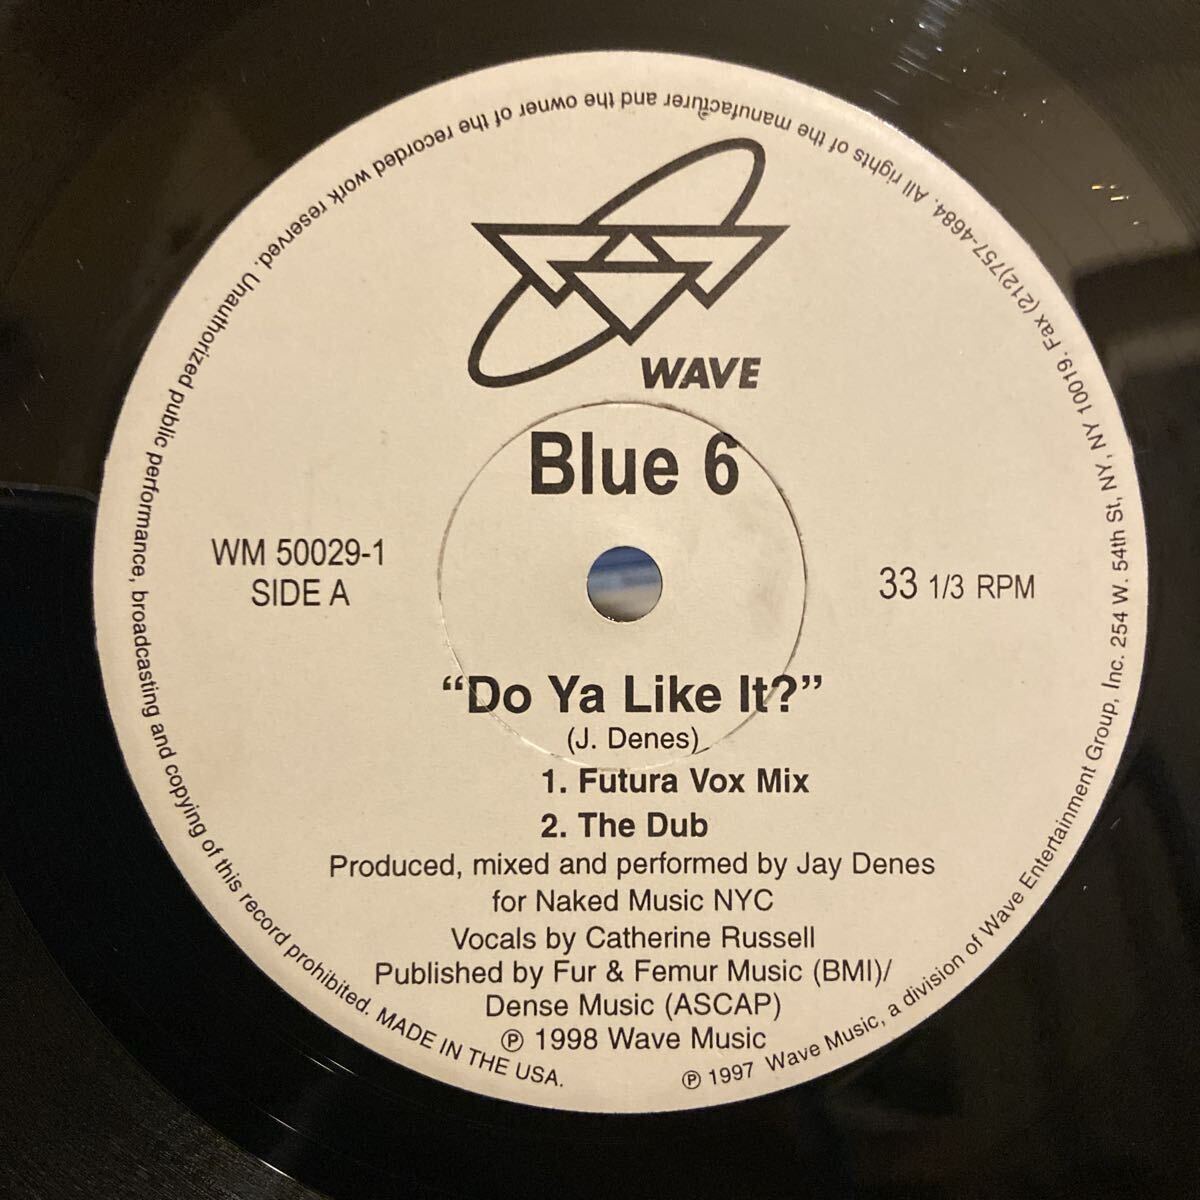 WAVE
Blue 6
WM 50029-1
SIDE A
33 1/3 RPM
“Do Ya Like It?”
(J. Denes)
1. Futura Vox Mix
2. The Dub
Produced, mixed and performed by Jay Denes
for Naked Music NYC
Vocals by Catherine Russell
Published by Fur & Femur Music (BMI)/
Dense Music (ASCAP)
℗ 1998 Wave Music
℗ 1997 Wave Music, a division of Wave Entertainment Group, Inc. 254 W. 54th St, NY, NY 10019. Fax (212)757-4684. All rights of the manufacturer and the owner of the recorded work reserved. Unauthorized public performance, broadcasting and copying of this record prohibited. MADE IN THE USA.